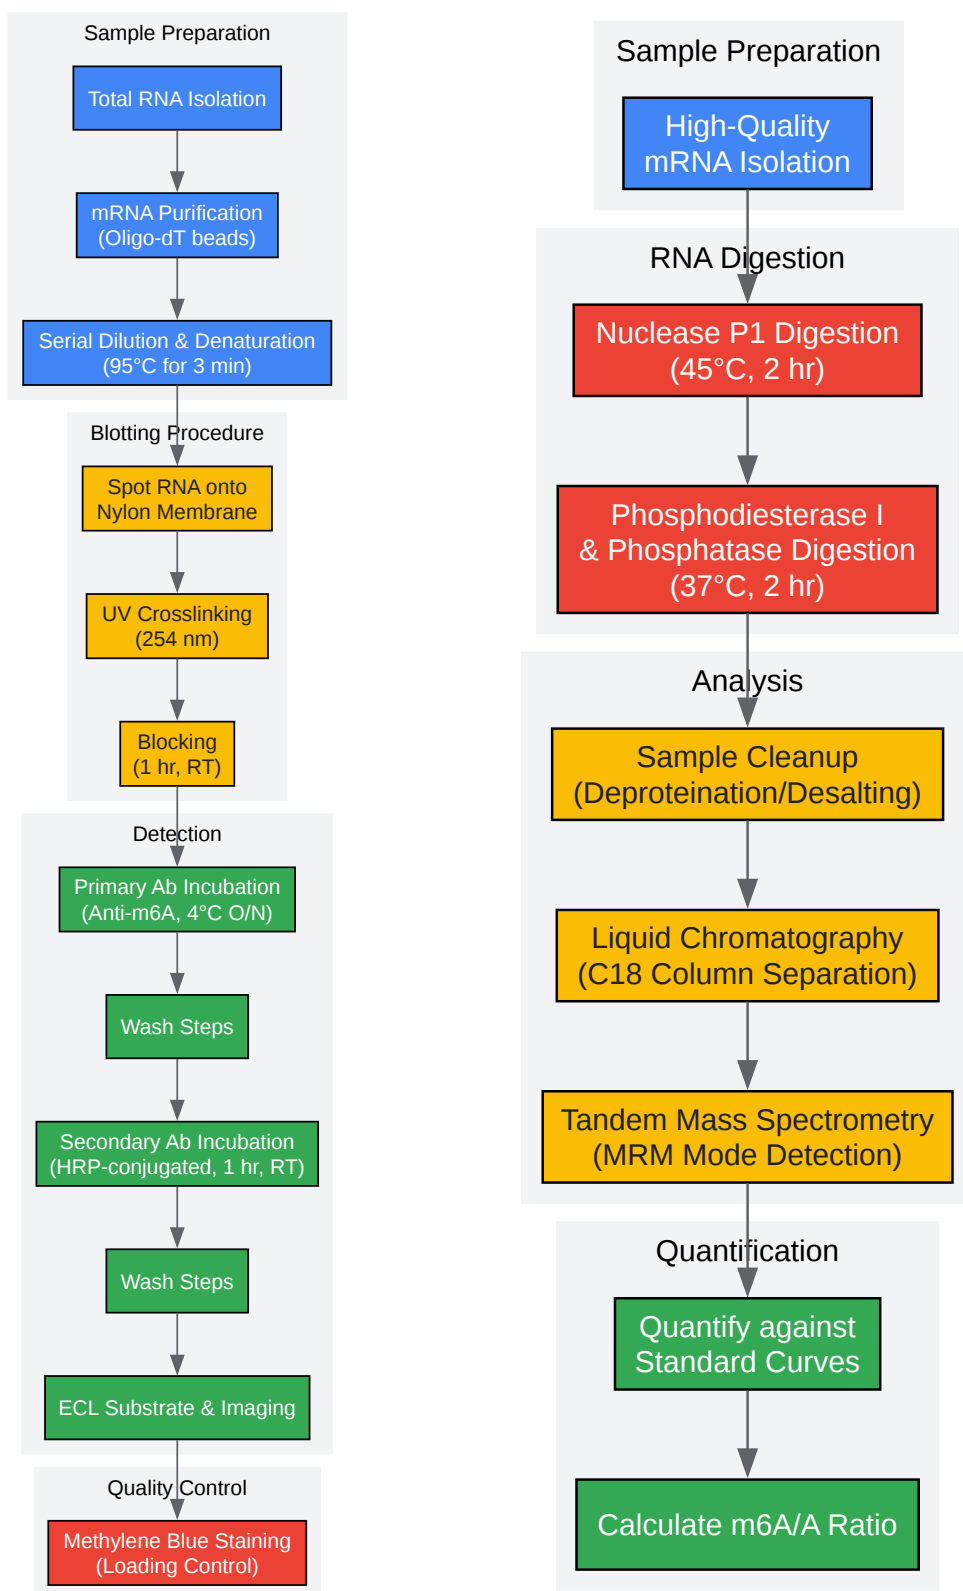 Sample Preparation
Total RNA Isolation
mRNA Purification
(Oligo-dT beads)
Serial Dilution & Denaturation
(95°C for 3 min)
Blotting Procedure
Spot RNA onto
Nylon Membrane
UV Crosslinking
(254 nm)
Blocking
(1 hr, RT)
Detection
Primary Ab Incubation
(Anti-m6A, 4°C O/N)
Wash Steps
Secondary Ab Incubation
(HRP-conjugated, 1 hr, RT)
Wash Steps
ECL Substrate & Imaging
Quality Control
Methylene Blue Staining
(Loading Control)
Sample Preparation
High-Quality
mRNA Isolation
RNA Digestion
Nuclease P1 Digestion
(45°C, 2 hr)
Phosphodiesterase I
& Phosphatase Digestion
(37°C, 2 hr)
Analysis
Sample Cleanup
(Deproteination/Desalting)
Liquid Chromatography
(C18 Column Separation)
Tandem Mass Spectrometry
(MRM Mode Detection)
Quantification
Quantify against
Standard Curves
Calculate m6A/A Ratio